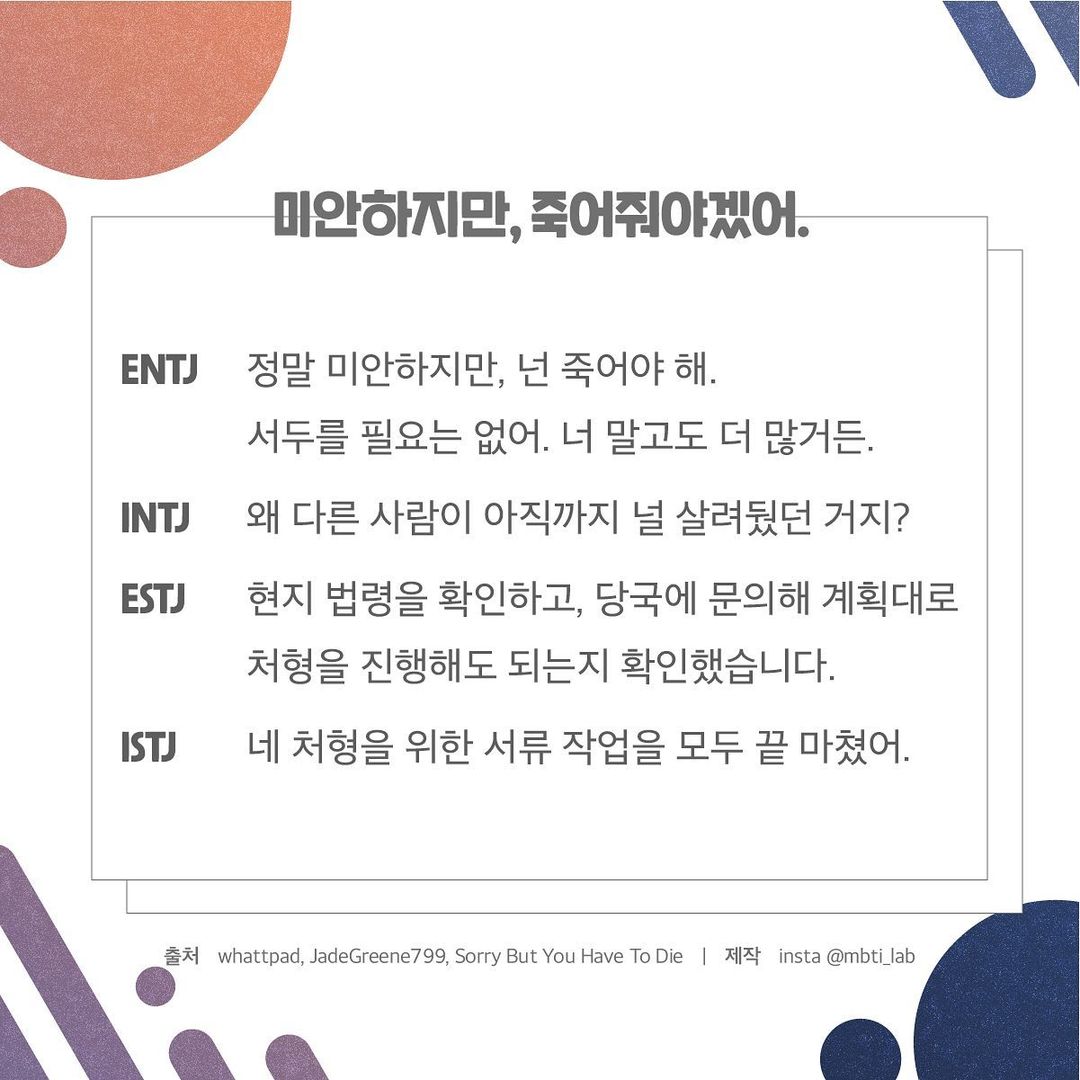 미안하지만, 죽어줘야겠어.
ENTJ 정말 미안하지만, 넌 죽어야 해.
서두를 필요는 없어. 너 말고도 더 많거든.
INTJ 왜 다른 사람이 아직까지 널 살려뒀던 거지?
ESTJ 현지 법령을 확인하고, 당국에 문의해 계획대로
처형을 진행해도 되는지 확인했습니다.
ISTJ 네 처형을 위한 서류 작업을 모두 끝 마쳤어.
출처 whattpad, JadeGreene799, Sorry But You Have To Die | 제작 insta @mbti_lab